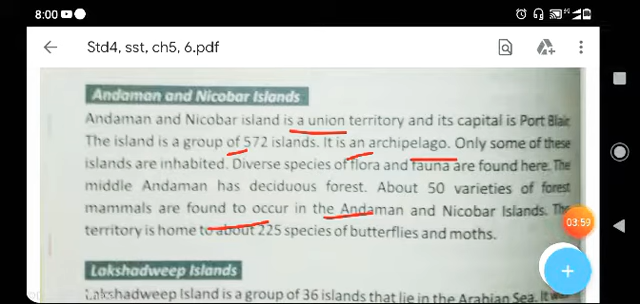 8:00
Std4, sst, ch5, 6.pdf
Andaman and Nicobar Islands
Andaman and Nicobar island is a union territory and its capital is Port Blair
The island is a group of 572 islands. It is an archipelago. Only some of these
islands are inhabited. Diverse species of flora and fauna are found here. The
middle Andaman has deciduous forest. About 50 varieties of forest
mammals are found to occur in the Andaman and Nicobar Islands. The
territory is home to about 225 species of butterflies and moths.
03:59
Lakshadweep Islands
Lakshadweep Island is a group of 36 islands that lie in the Arabian Sea. It